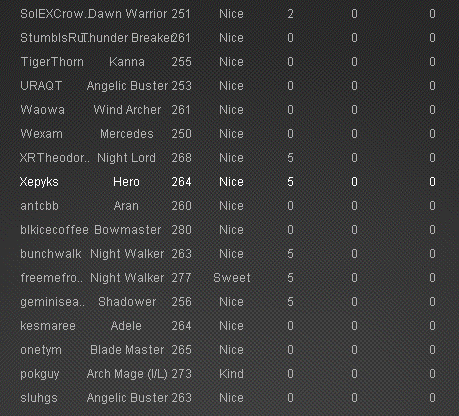 SolEXCrow.. Dawn Warrior 251 Nice 2 0 0
StumblsRu.. Thunder Breaker 261 Nice 0 0 0
TigerThorn Kanna 255 Nice 0 0 0
URAQT Angelic Buster 253 Nice 0 0 0
Waowa Wind Archer 261 Nice 0 0 0
Wexam Mercedes 250 Nice 0 0 0
XRTheodor.. Night Lord 268 Nice 5 0 0
Xepyks Hero 264 Nice 5 0 0
antcbb Aran 260 Nice 0 0 0
blkicecoffee Bowmaster 280 Nice 0 0 0
bunchwalk Night Walker 263 Nice 5 0 0
freemefro.. Night Walker 277 Sweet 5 0 0
geminisea.. Shadower 256 Nice 5 0 0
kesmaree Adele 264 Nice 0 0 0
onetym Blade Master 265 Nice 0 0 0
pokguy Arch Mage (I/L) 273 Kind 0 0 0
sluhgs Angelic Buster 263 Nice 0 0 0